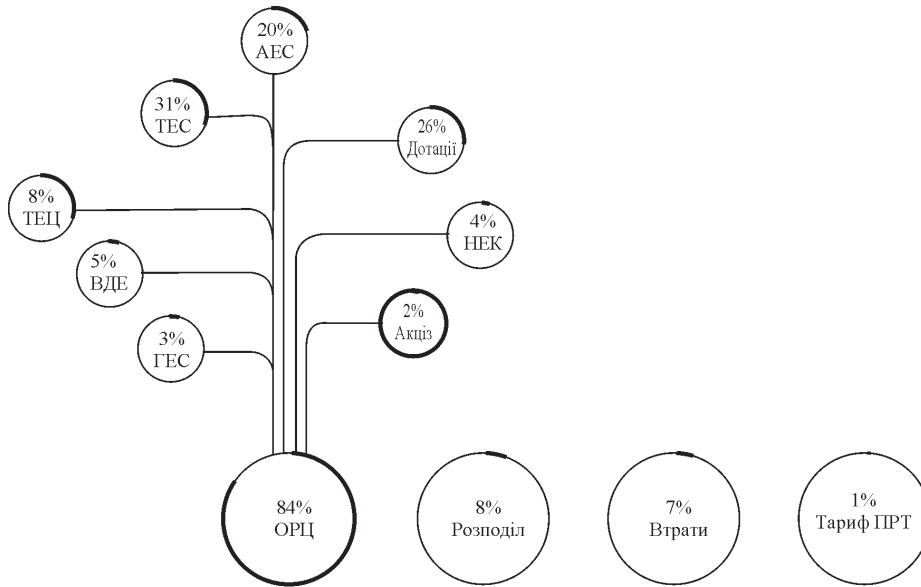 20%
АЕС
31%
ТЕС
26%
Дотації
8%
ТЕЦ
4%
НЕК
5%
ВДЕ
2%
Акціз
3%
ГЕС
84%
ОРЦ
8%
Розподіл
7%
Втрати
1%
Тариф ПРТ